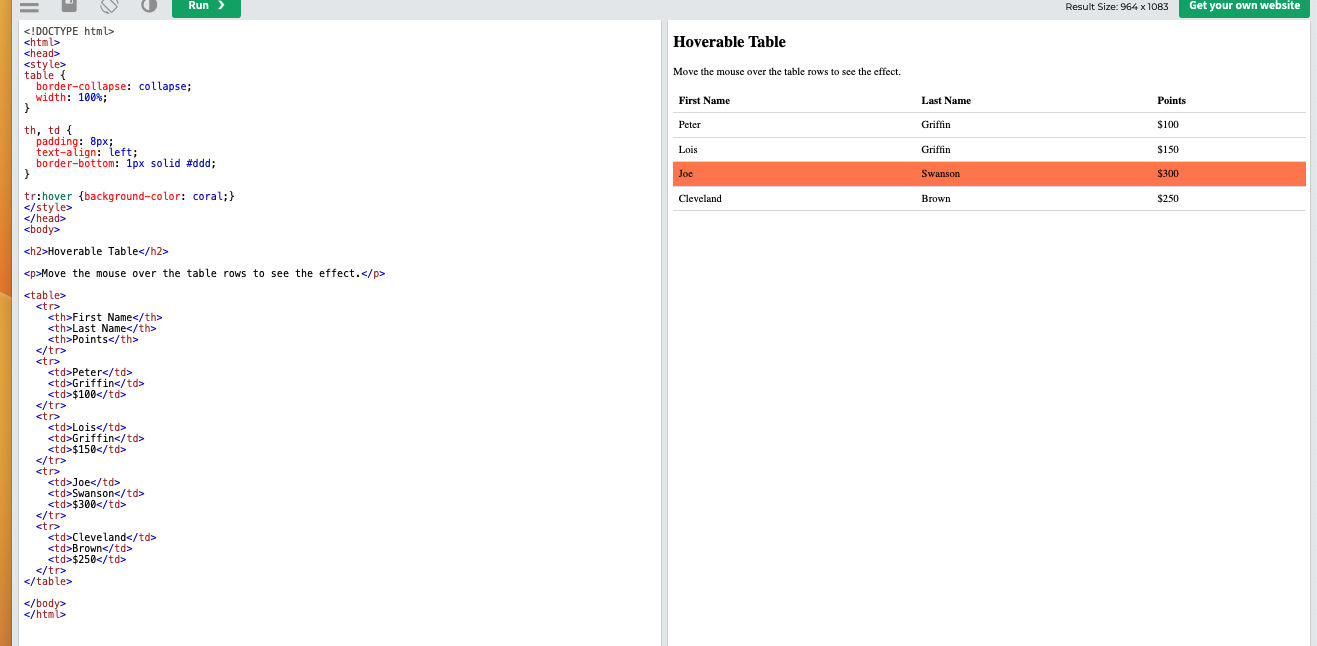 Run ❯
Result Size: 964 x 1083
Get your own website
<!DOCTYPE html>
<html>
<head>
<style>
table {
  border-collapse: collapse;
  width: 100%;
}

th, td {
  padding: 8px;
  text-align: left;
  border-bottom: 1px solid #ddd;
}

tr:hover {background-color: coral;}
</style>
</head>
<body>

<h2>Hoverable Table</h2>

<p>Move the mouse over the table rows to see the effect.</p>

<table>
  <tr>
    <th>First Name</th>
    <th>Last Name</th>
    <th>Points</th>
  </tr>
  <tr>
    <td>Peter</td>
    <td>Griffin</td>
    <td>$100</td>
  </tr>
  <tr>
    <td>Lois</td>
    <td>Griffin</td>
    <td>$150</td>
  </tr>
  <tr>
    <td>Joe</td>
    <td>Swanson</td>
    <td>$300</td>
  </tr>
  <tr>
    <td>Cleveland</td>
    <td>Brown</td>
    <td>$250</td>
  </tr>
</table>

</body>
</html>
Hoverable Table
Move the mouse over the table rows to see the effect.
First Name Last Name Points
Peter Griffin $100
Lois Griffin $150
Joe Swanson $300
Cleveland Brown $250